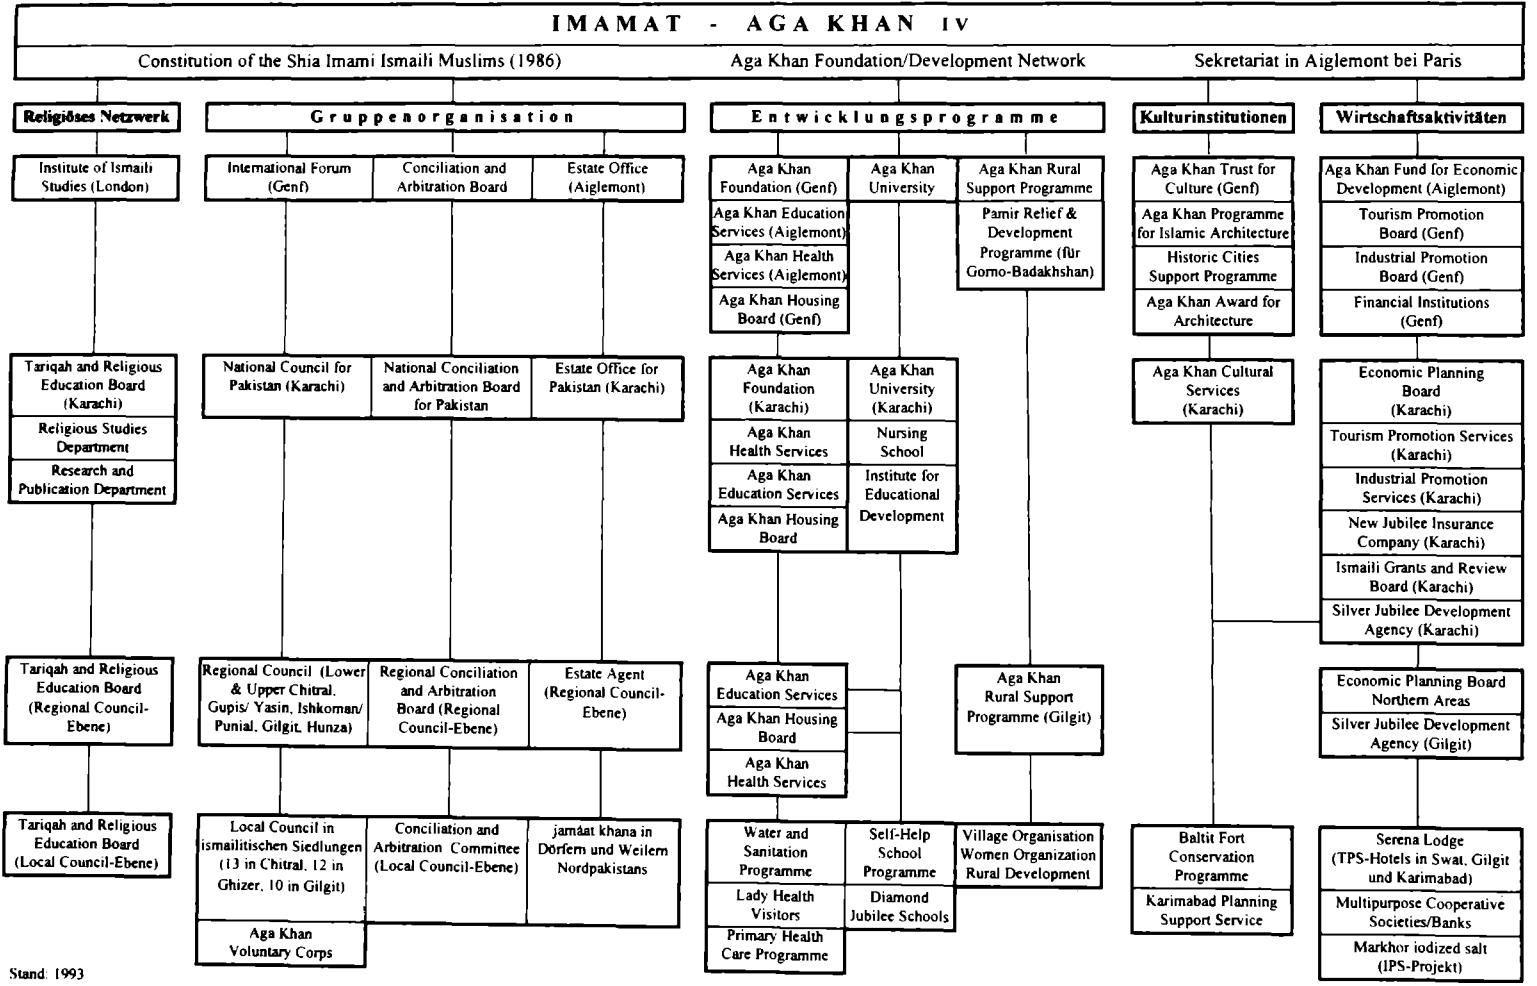 IMAMAT - AGA KHAN IV
Constitution of the Shia Imami Ismaili Muslims (1986)
Aga Khan Foundation/Development Network
Sekretariat in Aiglemont bei Paris
Religiöses Netzwerk
Gruppenorganisation
Entwicklungsprogramme
Kulturinstitutionen
Wirtschaftsaktivitäten
Institute of Ismaili
Studies (London)
International Forum
(Genf)
Conciliation and
Arbitration Board
Estate Office
(Aiglemont)
Aga Khan
Foundation (Genf)
Aga Khan Education
Services (Aiglemont)
Aga Khan Health
Services (Aiglemont)
Aga Khan Housing
Board (Genf)
Aga Khan
University
Aga Khan Rural
Support Programme
Pamir Relief &
Development
Programme (für
Gorno-Badakhshan)
Aga Khan Trust for
Culture (Genf)
Aga Khan Programme
for Islamic Architecture
Historic Cities
Support Programme
Aga Khan Award for
Architecture
Aga Khan Fund for Economic
Development (Aiglemont)
Tourism Promotion
Board (Genf)
Industrial Promotion
Board (Genf)
Financial Institutions
(Genf)
Tariqah and Religious
Education Board
(Karachi)
Religious Studies
Department
Research and
Publication Department
National Council for
Pakistan (Karachi)
National Conciliation
and Arbitration Board
for Pakistan
Estate Office for
Pakistan (Karachi)
Aga Khan
Foundation
(Karachi)
Aga Khan
Health Services
Aga Khan
Education Services
Aga Khan Housing
Board
Aga Khan
University
(Karachi)
Nursing
School
Institute for
Educational
Development
Aga Khan Cultural
Services
(Karachi)
Economic Planning
Board
(Karachi)
Tourism Promotion Services
(Karachi)
Industrial Promotion
Services (Karachi)
New Jubilee Insurance
Company (Karachi)
Ismaili Grants and Review
Board (Karachi)
Silver Jubilee Development
Agency (Karachi)
Tariqah and Religious
Education Board
(Regional Council-
Ebene)
Regional Council (Lower
& Upper Chitral,
Gupis/ Yasin, Ishkoman/
Punial, Gilgit, Hunza)
Regional Conciliation
and Arbitration
Board (Regional
Council-Ebene)
Estate Agent
(Regional Council-
Ebene)
Aga Khan
Education Services
Aga Khan Housing
Board
Aga Khan
Health Services
Aga Khan
Rural Support
Programme (Gilgit)
Economic Planning Board
Northern Areas
Silver Jubilee Development
Agency (Gilgit)
Tariqah and Religious
Education Board
(Local Council-Ebene)
Local Council in
ismailitischen Siedlungen
(13 in Chitral, 12 in
Ghizer, 10 in Gilgit)
Aga Khan
Voluntary Corps
Conciliation and
Arbitration Committee
(Local Council-Ebene)
jamáat khana in
Dörfern und Weilern
Nordpakistans
Water and
Sanitation
Programme
Lady Health
Visitors
Primary Health
Care Programme
Self-Help
School
Programme
Diamond
Jubilee Schools
Village Organisation
Women Organization
Rural Development
Baltit Fort
Conservation
Programme
Karimabad Planning
Support Service
Serena Lodge
(TPS-Hotels in Swat, Gilgit
und Karimabad)
Multipurpose Cooperative
Societies/Banks
Markhor iodized salt
(IPS-Projekt)
Stand: 1993